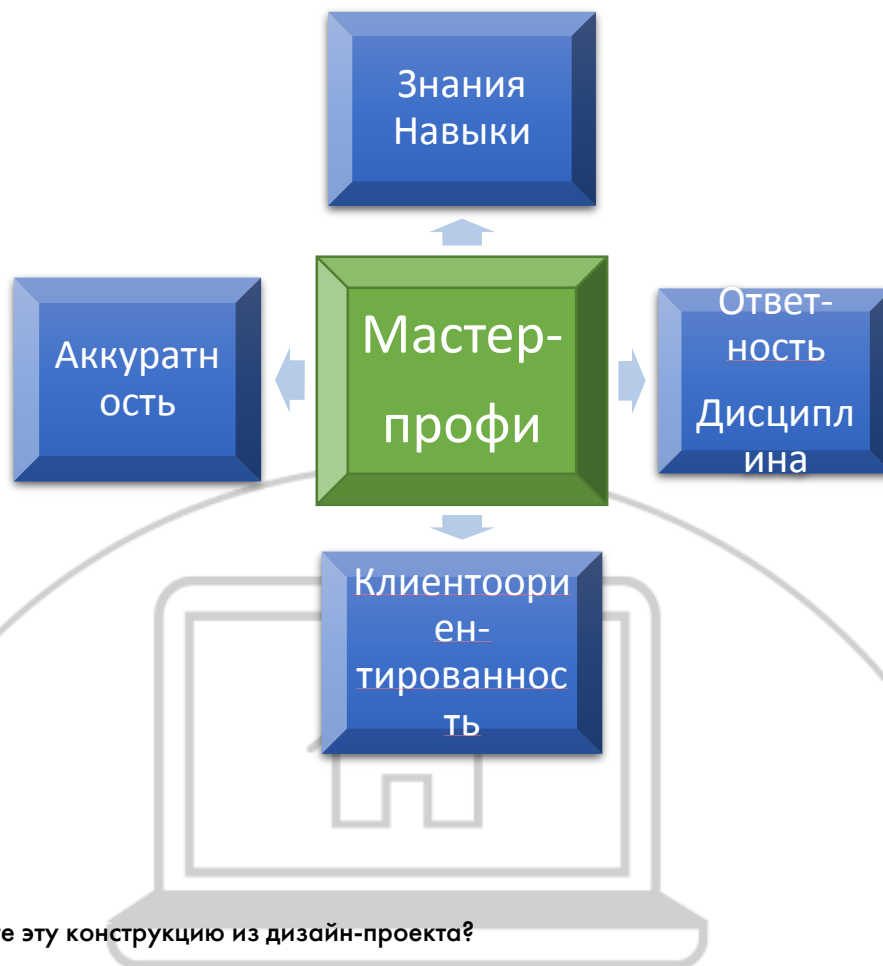 Знания
Навыки
Мастер-
профи
Аккуратн
ость
Ответ-
ность
Дисципл
ина
Клиентоори
ен-
тированнос
ть
эту конструкцию из дизайн-проекта?